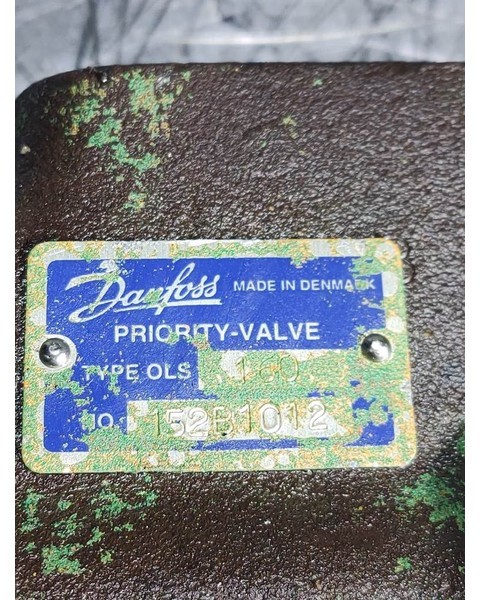 Danfoss MADE IN DENMARK
PRIORITY-VALVE
TYPE OLS 160
NO. 152B1012